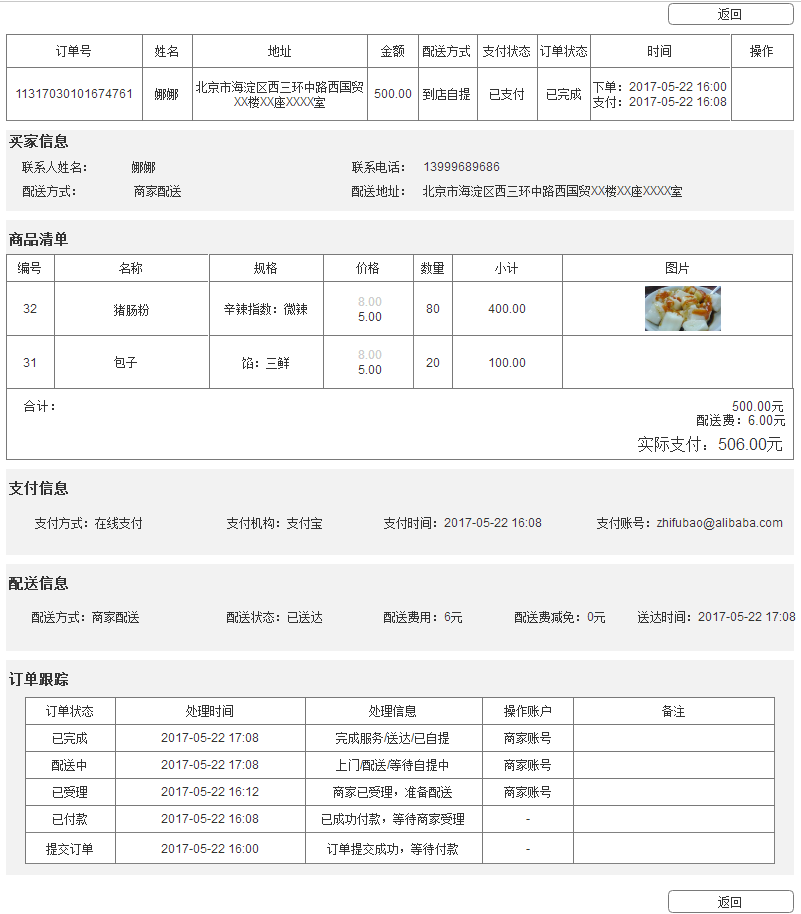 返回
订单号 姓名 地址 金额 配送方式 支付状态 订单状态 时间 操作
11317030101674761 娜娜 北京市海淀区西三环中路西国贸XX楼XX座XXXX室 500.00 到店自提 已支付 已完成 下单：2017-05-22 16:00
支付：2017-05-22 16:08
买家信息
联系人姓名： 娜娜 联系电话： 13999689686
配送方式： 商家配送 配送地址： 北京市海淀区西三环中路西国贸XX楼XX座XXXX室
商品清单
编号 名称 规格 价格 数量 小计 图片
32 猪肠粉 辛辣指数：微辣 8.00 5.00 80 400.00
31 包子 馅：三鲜 8.00 5.00 20 100.00
合计： 500.00元
配送费：6.00元
实际支付：506.00元
支付信息
支付方式：在线支付 支付机构：支付宝 支付时间：2017-05-22 16:08 支付账号：zhifubao@alibaba.com
配送信息
配送方式：商家配送 配送状态：已送达 配送费用：6元 配送费减免：0元 送达时间：2017-05-22 17:08
订单跟踪
订单状态 处理时间 处理信息 操作账户 备注
已完成 2017-05-22 17:08 完成服务/送达/已自提 商家账号
配送中 2017-05-22 17:08 上门/配送/等待自提中 商家账号
已受理 2017-05-22 16:12 商家已受理，准备配送 商家账号
已付款 2017-05-22 16:08 已成功付款，等待商家受理 -
提交订单 2017-05-22 16:00 订单提交成功，等待付款 -
返回